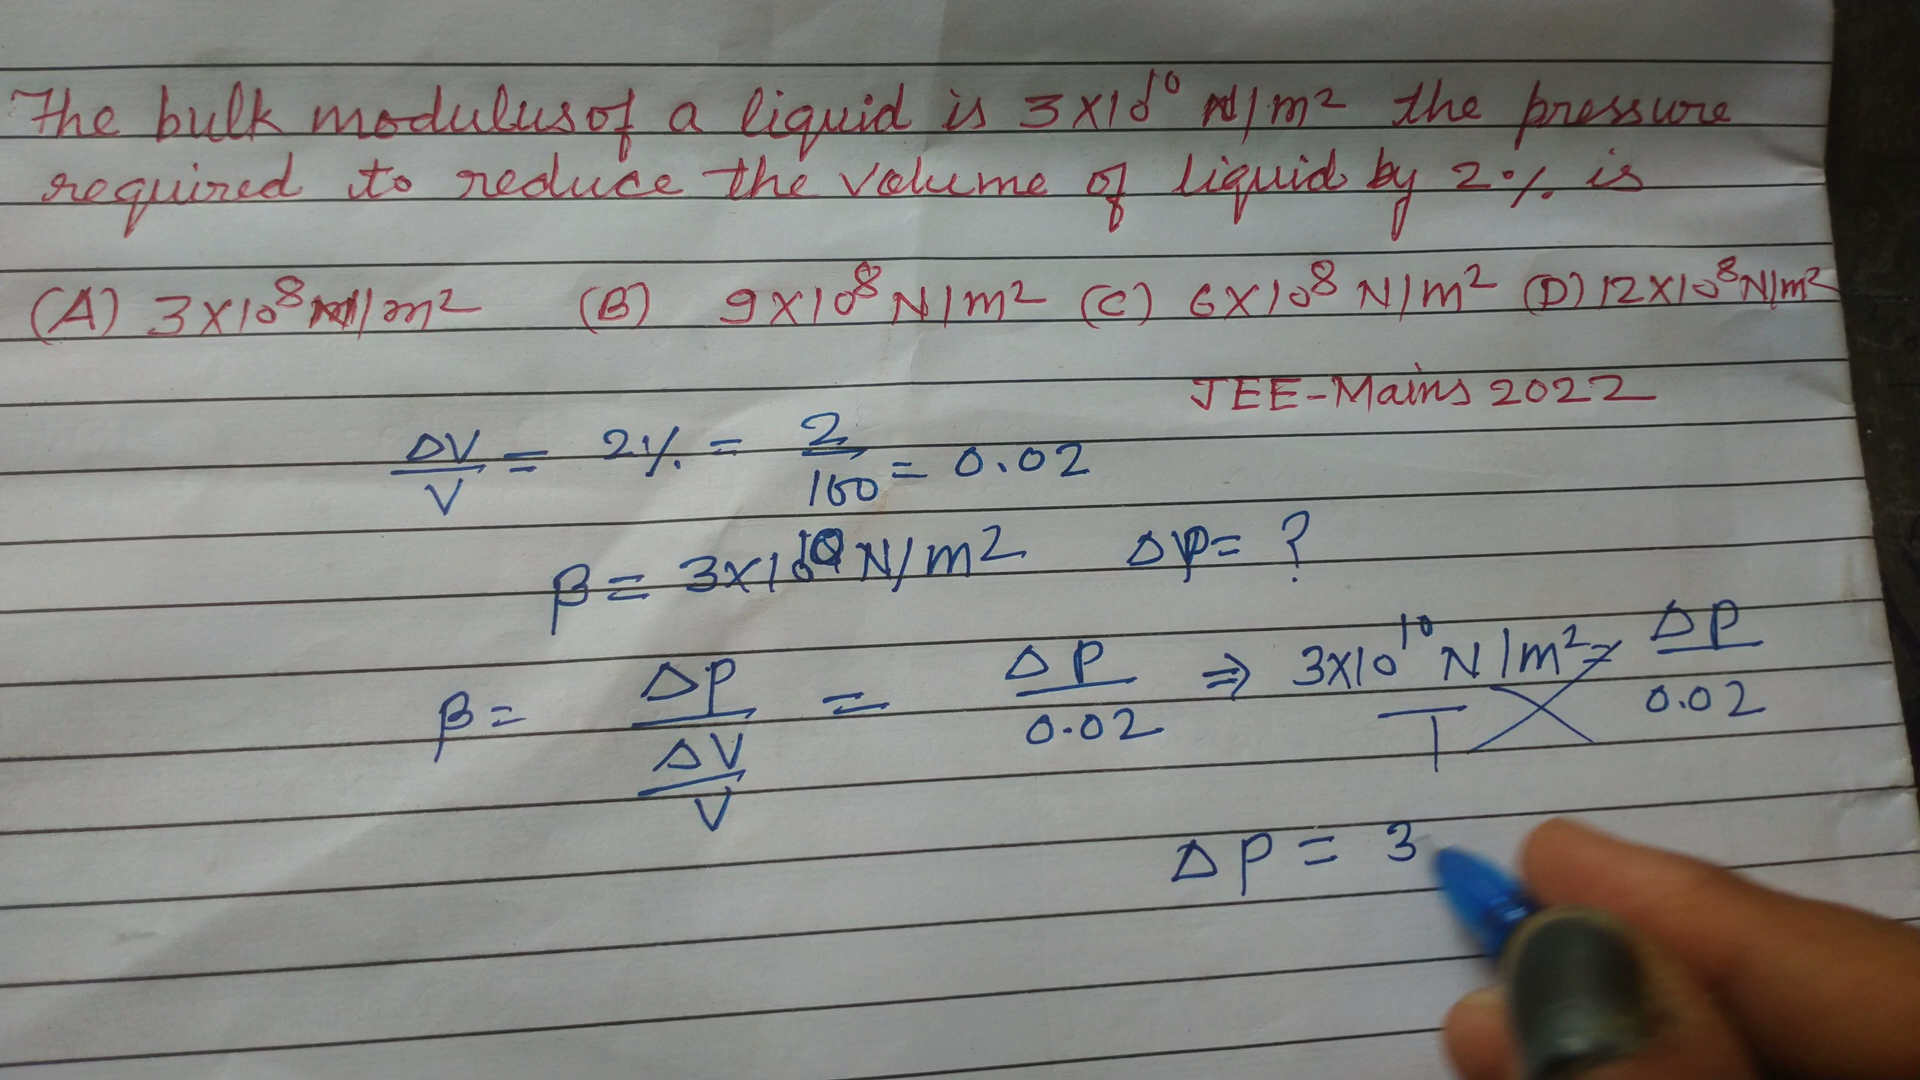 The bulk modulus of a liquid is 3×10¹⁰ N/m² the pressure
required to reduce the volume of liquid by 2% is
(A) 3×10⁸ N/m² (B) 9×10⁸ N/m² (C) 6×10⁸ N/m² (D) 12×10⁸ N/m²
JEE-Mains 2022
ΔV/V = 2% = 2/100 = 0.02
β = 3×10¹⁰ N/m² ΔP = ?
β = ΔP/(ΔV/V) = ΔP/0.02 ⇒ (3×10¹⁰ N/m²)/1 = ΔP/0.02
ΔP = 3